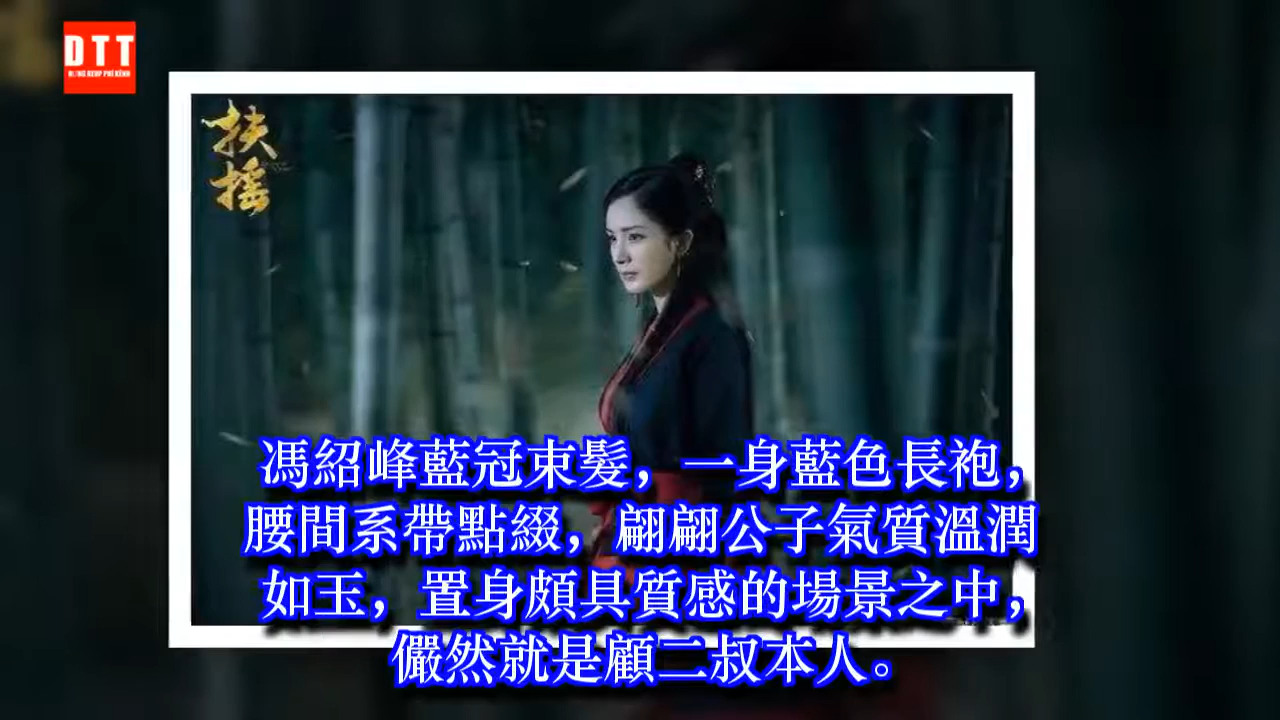 DTT
扶
摇
馮紹峰藍冠束髮，一身藍色長袍，
腰間系帶點綴，翩翩公子氣质溫潤
如玉，置身頗具質感的場景之中，
儼然就是顧二叔本人。